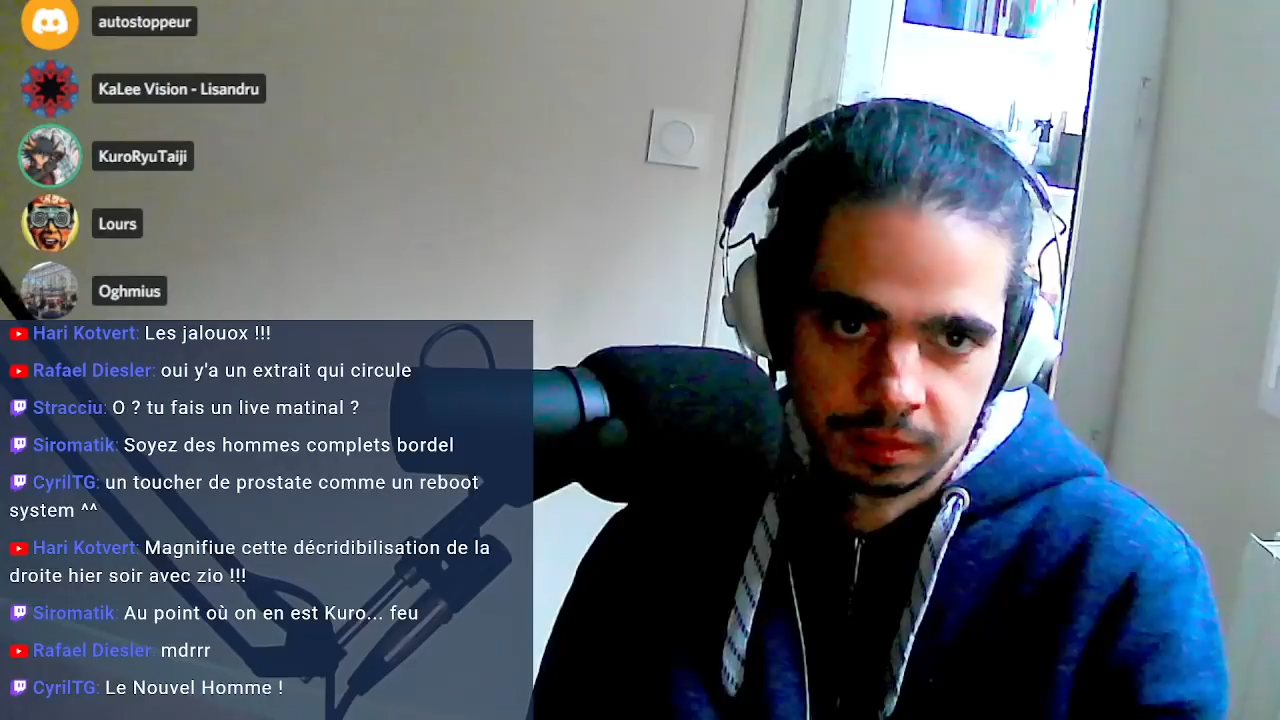 autostoppeur
KaLee Vision - Lisandru
KuroRyuTaiji
Lours
Oghmius
Hari Kotvert: Les jalouox !!!
Rafael Diesler: oui y'a un extrait qui circule
Stracciu: O ? tu fais un live matinal ?
Siromatik: Soyez des hommes complets bordel
CyrilTG: un toucher de prostate comme un reboot
system ^^
Hari Kotvert: Magnifiue cette décridibilisation de la
droite hier soir avec zio !!!
Siromatik: Au point où on en est Kuro... feu
Rafael Diesler: mdrrr
CyrilTG: Le Nouvel Homme !